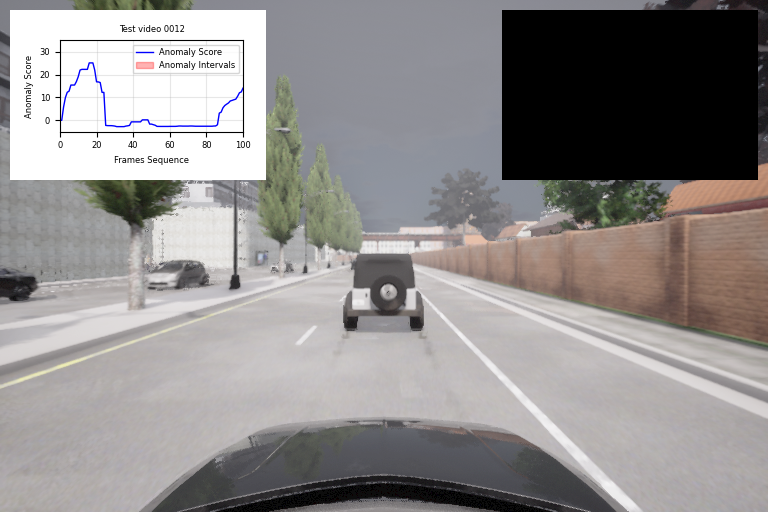 Test video 0012
Anomaly Score
Anomaly Intervals
Anomaly Score
30
20
10
0
0 20 40 60 80 100
Frames Sequence